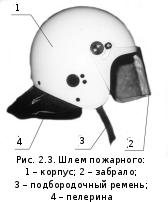 1
4
3
2
Рис. 2.3. Шлем пожарного:
1 – корпус; 2 – забрало;
3 – подбородочный ремень;
4 – пелерина